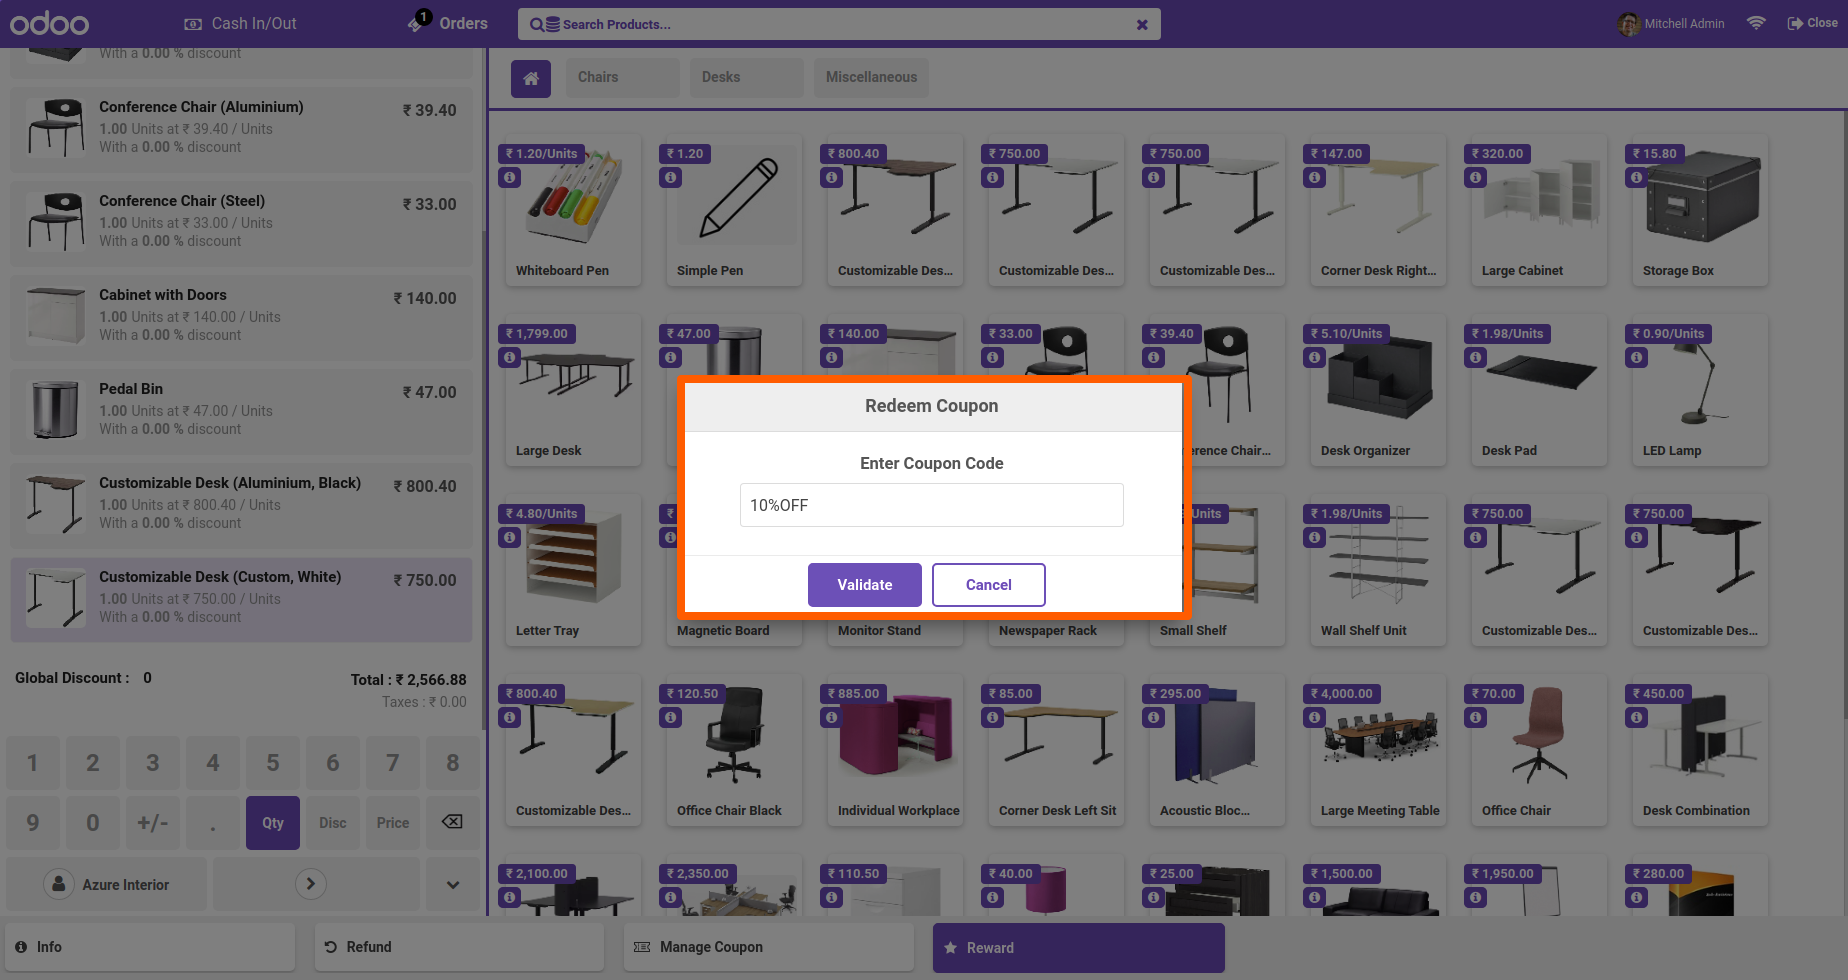 odoo
Cash In/Out
1
Orders
Search Products...
Mitchell Admin
Close
With a 0.00 % discount
Conference Chair (Aluminium)
₹ 39.40
1.00 Units at ₹ 39.40 / Units
With a 0.00 % discount
Conference Chair (Steel)
₹ 33.00
1.00 Units at ₹ 33.00 / Units
With a 0.00 % discount
Cabinet with Doors
₹ 140.00
1.00 Units at ₹ 140.00 / Units
With a 0.00 % discount
Pedal Bin
₹ 47.00
1.00 Units at ₹ 47.00 / Units
With a 0.00 % discount
Customizable Desk (Aluminium, Black)
₹ 800.40
1.00 Units at ₹ 800.40 / Units
With a 0.00 % discount
Customizable Desk (Custom, White)
₹ 750.00
1.00 Units at ₹ 750.00 / Units
With a 0.00 % discount
Global Discount : 0
Total : ₹ 2,566.88
Taxes : ₹ 0.00
1 2 3 4 5 6 7 8
9 0 +/- . Qty Disc Price
Azure Interior
Chairs
Desks
Miscellaneous
₹ 1.20/Units
Whiteboard Pen
₹ 1.20
Simple Pen
₹ 800.40
Customizable Des...
₹ 750.00
Customizable Des...
₹ 750.00
Customizable Des...
₹ 147.00
Corner Desk Right...
₹ 320.00
Large Cabinet
₹ 15.80
Storage Box
₹ 1,799.00
Large Desk
₹ 47.00
₹ 140.00
₹ 33.00
₹ 39.40
erence Chair...
₹ 5.10/Units
Desk Organizer
₹ 1.98/Units
Desk Pad
₹ 0.90/Units
LED Lamp
Redeem Coupon
Enter Coupon Code
10%OFF
Validate
Cancel
₹ 4.80/Units
Letter Tray
₹
Magnetic Board
Monitor Stand
Newspaper Rack
Units
Small Shelf
₹ 1.98/Units
Wall Shelf Unit
₹ 750.00
Customizable Des...
₹ 750.00
Customizable Des...
₹ 800.40
Customizable Des...
₹ 120.50
Office Chair Black
₹ 885.00
Individual Workplace
₹ 85.00
Corner Desk Left Sit
₹ 295.00
Acoustic Bloc...
₹ 4,000.00
Large Meeting Table
₹ 70.00
Office Chair
₹ 450.00
Desk Combination
₹ 2,100.00
₹ 2,350.00
₹ 110.50
₹ 40.00
₹ 25.00
₹ 1,500.00
₹ 1,950.00
₹ 280.00
Info
Refund
Manage Coupon
Reward